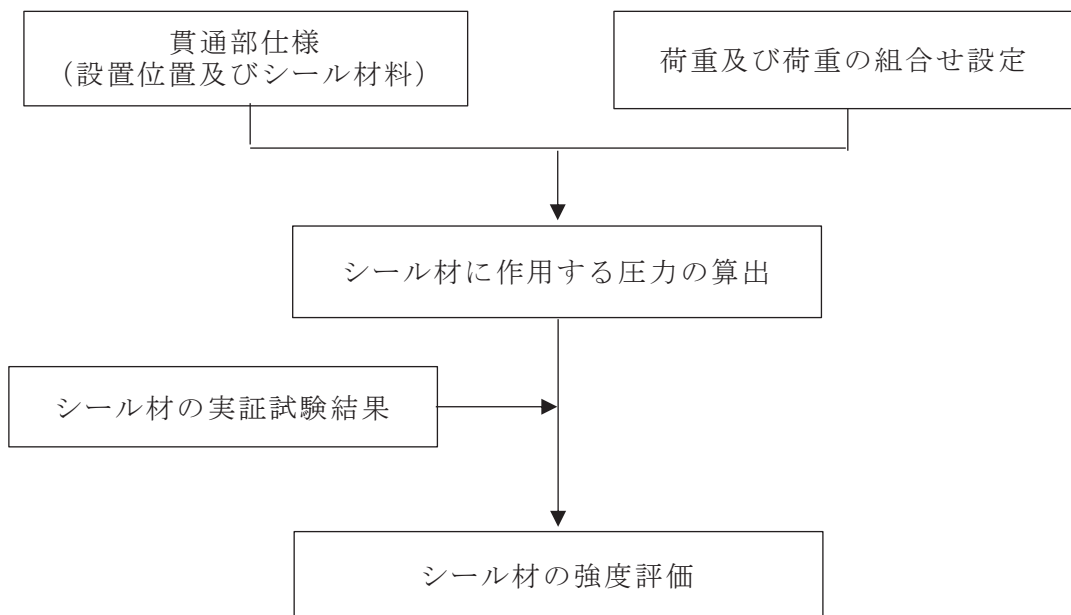 貫通部仕様
（設置位置及びシール材料）
荷重及び荷重の組合せ設定
シール材に作用する圧力の算出
シール材の実証試験結果
シール材の強度評価